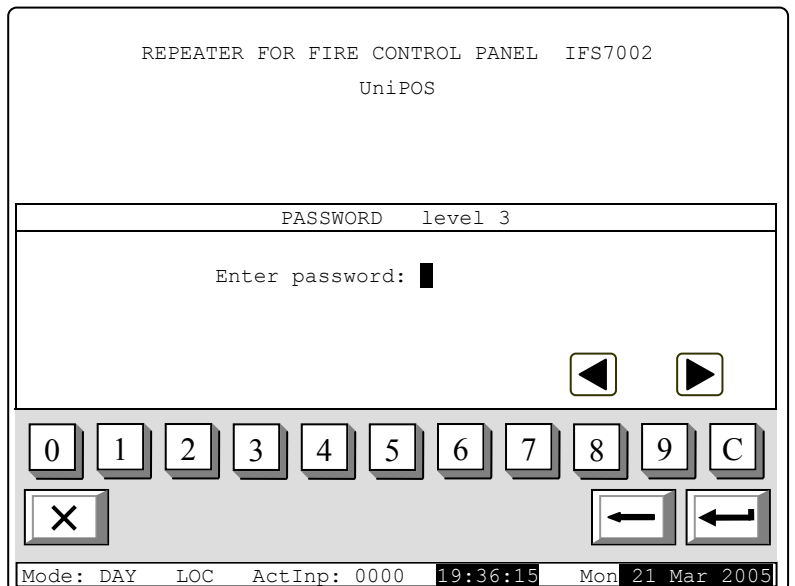 REPEATER FOR FIRE CONTROL PANEL IFS7002
UniPOS
PASSWORD level 3
Enter password:
0 1 2 3 4 5 6 7 8 9 C
Mode: DAY LOC ActInp: 0000 19:36:15 Mon 21 Mar 2005